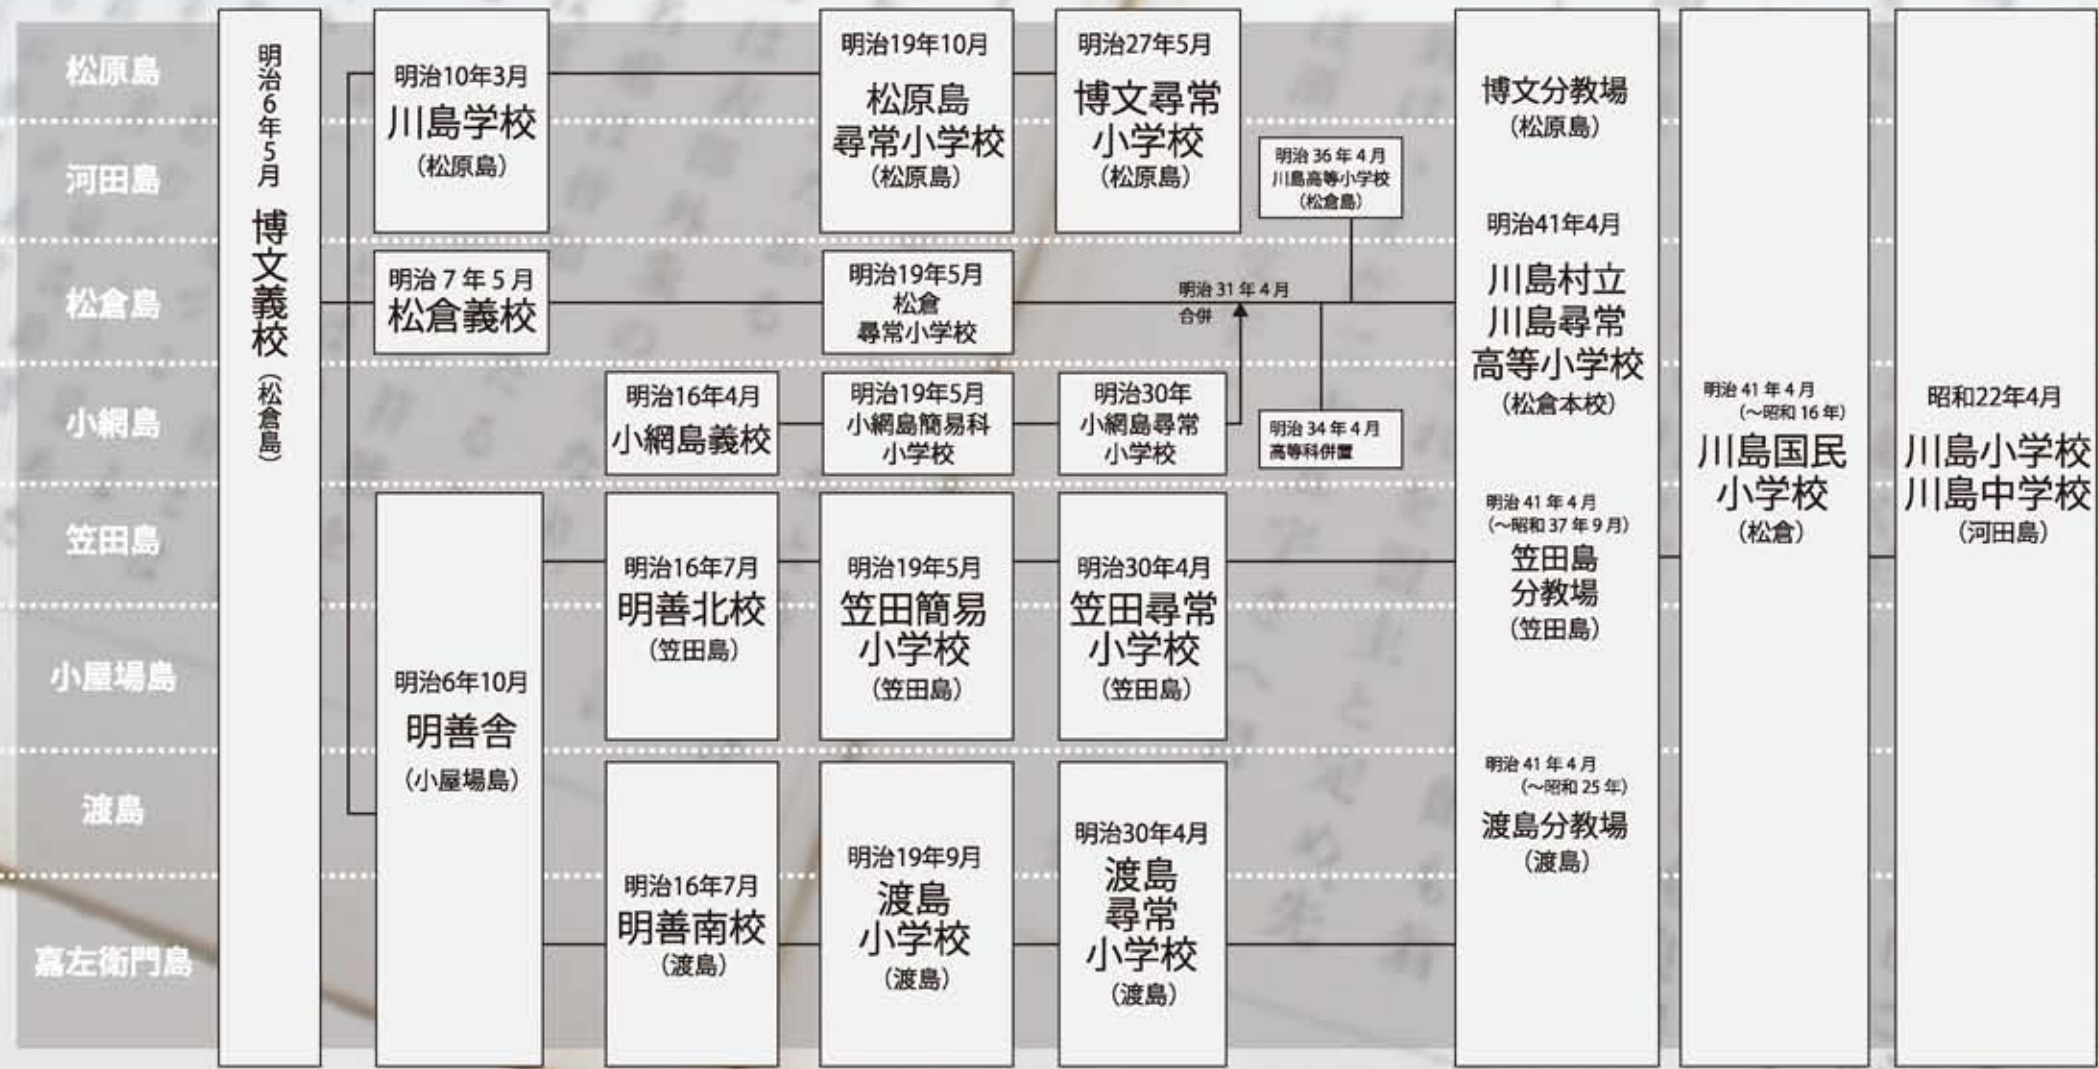 松原島
河田島
松倉島
小網島
笠田島
小屋場島
渡島
嘉左衛門島
明治6年5月 博文義校(松倉島)
明治10年3月
川島学校
(松原島)
明治7年5月
松倉義校
明治6年10月
明善舎
(小屋場島)
明治16年4月
小網島義校
明治16年7月
明善北校
(笠田島)
明治16年7月
明善南校
(渡島)
明治19年10月
松原島
尋常小学校
(松原島)
明治19年5月
松倉
尋常小学校
明治19年5月
小網島簡易科
小学校
明治19年5月
笠田簡易
小学校
(笠田島)
明治19年9月
渡島
小学校
(渡島)
明治27年5月
博文尋常
小学校
(松原島)
明治30年
小網島尋常
小学校
明治30年4月
笠田尋常
小学校
(笠田島)
明治30年4月
渡島
尋常
小学校
(渡島)
明治31年4月
合併
明治36年4月
川島高等小学校
(松倉島)
明治34年4月
高等科併置
博文分教場
(松原島)
明治41年4月
川島村立
川島尋常
高等小学校
(松倉本校)
明治41年4月
(～昭和37年9月)
笠田島
分教場
(笠田島)
明治41年4月
(～昭和25年)
渡島分教場
(渡島)
明治41年4月
(～昭和16年)
川島国民
小学校
(松倉)
昭和22年4月
川島小学校
川島中学校
(河田島)